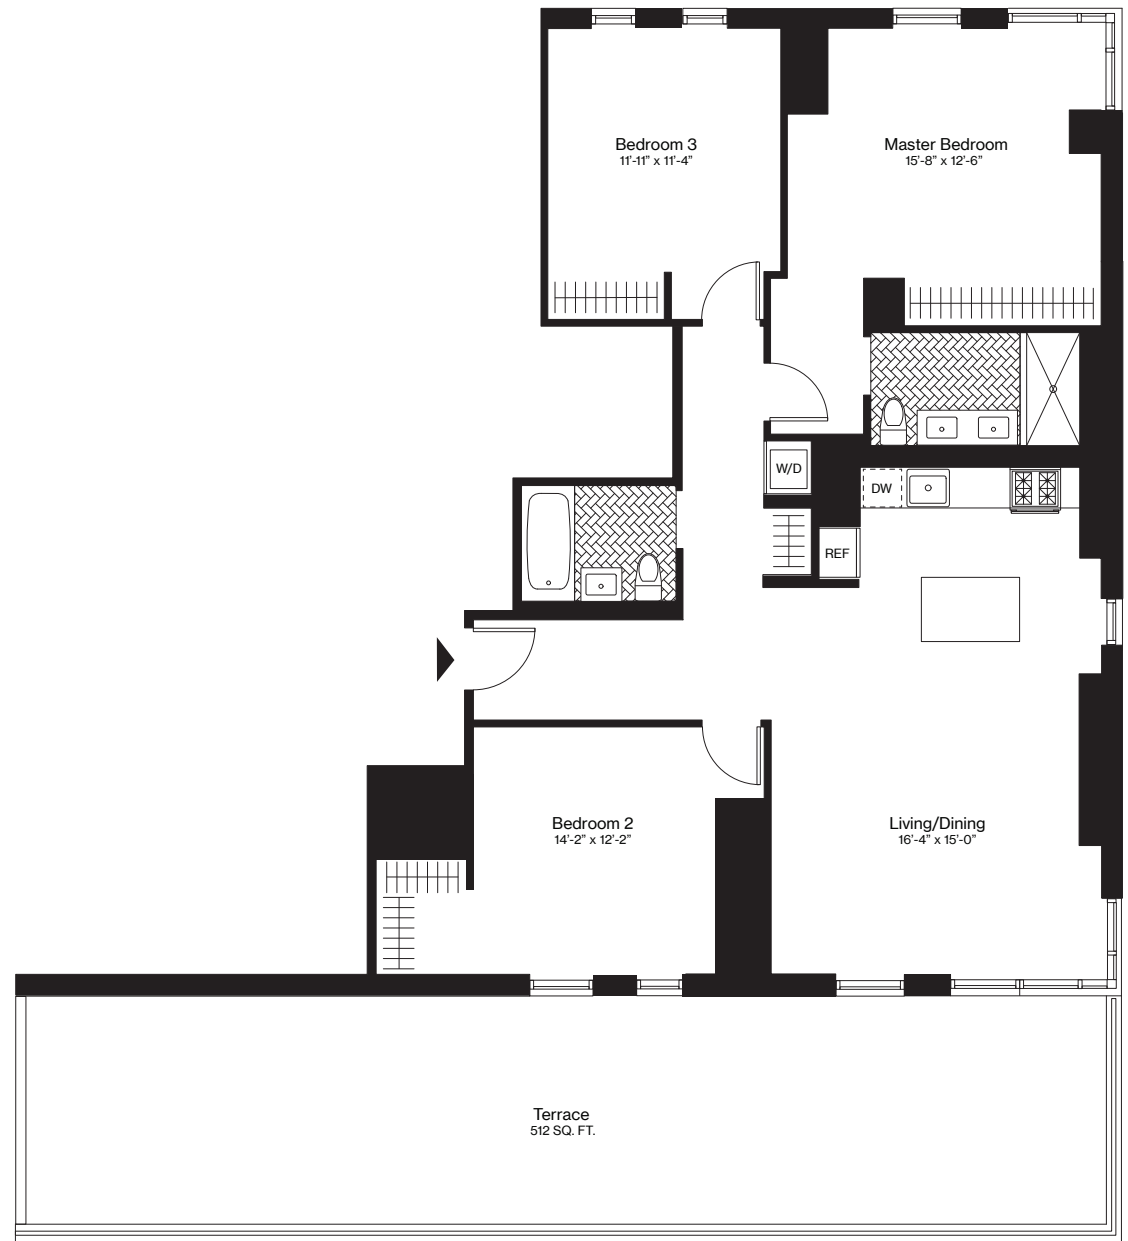 Bedroom 3
11’-11” x 11’-4”
Master Bedroom
15’-8” x 12’-6”
W/D
DW
REF
Bedroom 2
14’-2” x 12’-2”
Living/Dining
16’-4” x 15’-0”
Terrace
512 SQ. FT.